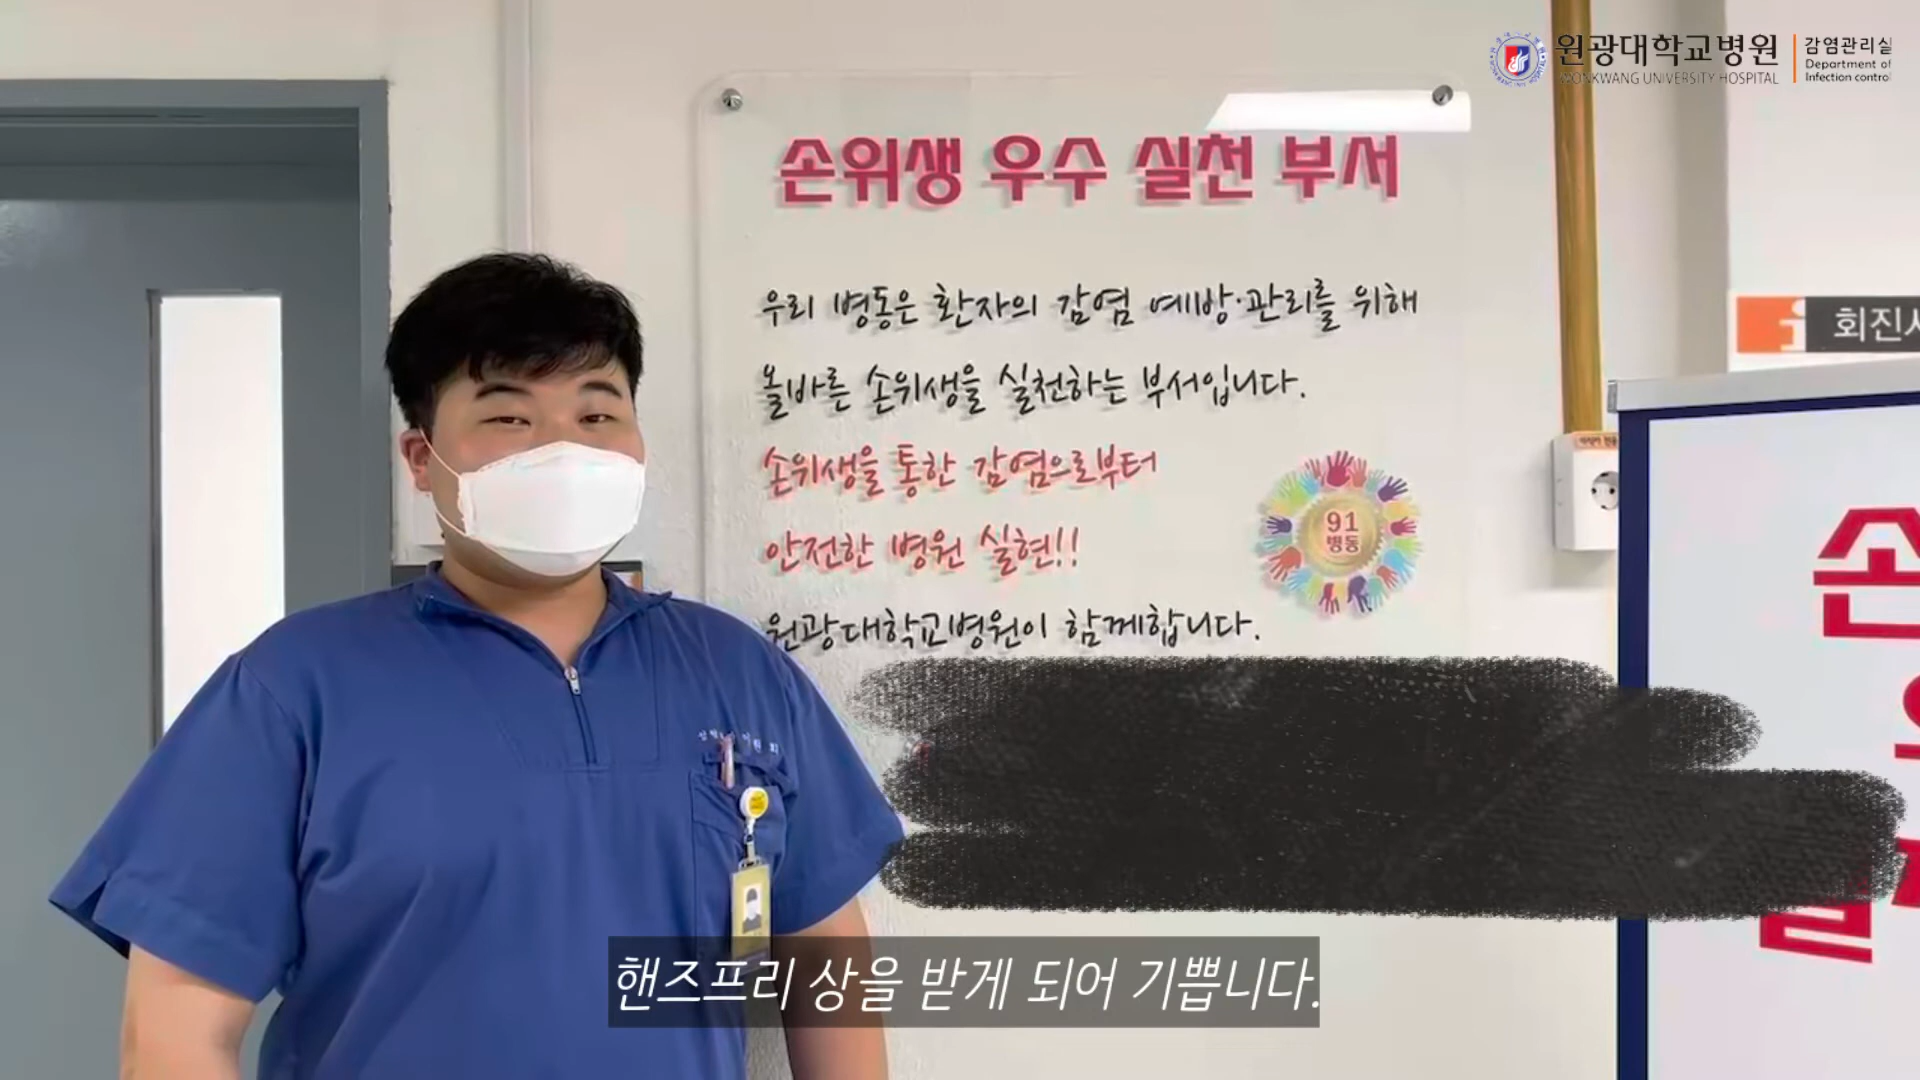 원광대학교병원
WONKWANG UNIVERSITY HOSPITAL
감염관리실
Department of
Infection control
손위생 우수 실천 부서
우리 병동은 환자의 감염 예방·관리를 위해
올바른 손위생을 실천하는 부서입니다.
손위생을 통한 감염으로부터
안전한 병원 실현!!
원광대학교병원이 함께합니다.
91
병동
회진
손
핸즈프리 상을 받게 되어 기쁩니다.